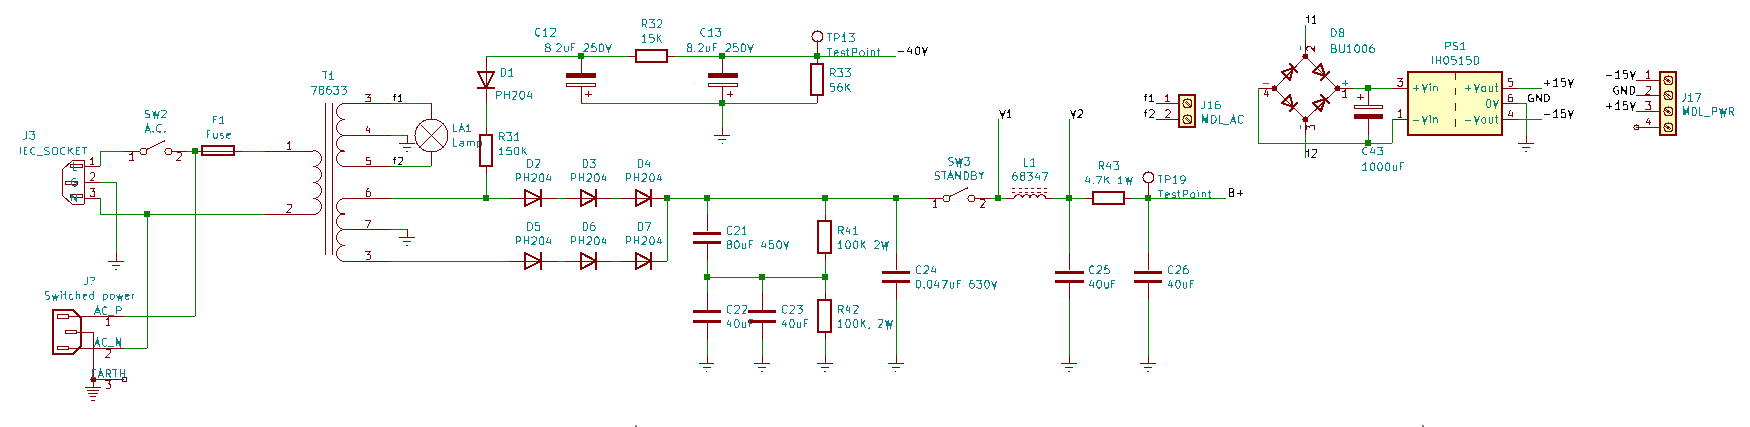 J3
IEC_SOCKET
1
2
3
L
G
N
SW2
A.C.
1
2
F1
Fuse
J?
Switched power
AC_P
1
AC_N
2
EARTH
3
T1
78633
1
2
3
4
5
6
7
3
f1
f2
LA1
Lamp
D1
PH204
R31
150K
C12
8.2uF 250V
R32
15K
C13
8.2uF 250V
TP13
TestPoint
-40V
R33
56K
D2
PH204
D3
PH204
D4
PH204
D5
PH204
D6
PH204
D7
PH204
C21
80uF 450V
C22
40uF
C23
40uF
R41
100K 2W
R42
100K, 2W
C24
0.047uF 630V
SW3
STANDBY
1
2
V1
L1
68347
V2
R43
4.7K 1W
TP19
TestPoint
B+
C25
40uF
C26
40uF
f1 1
f2 2
J16
MDL_AC
f1
D8
BU1006
2
4
1
3
f2
+
C43
1000uF
PS1
IH0515D
3 +Vin
1 -Vin
+Vout 5
0V 6
-Vout 4
+15V
GND
-15V
-15V 1
GND 2
+15V 3
4
J17
MDL_PWR